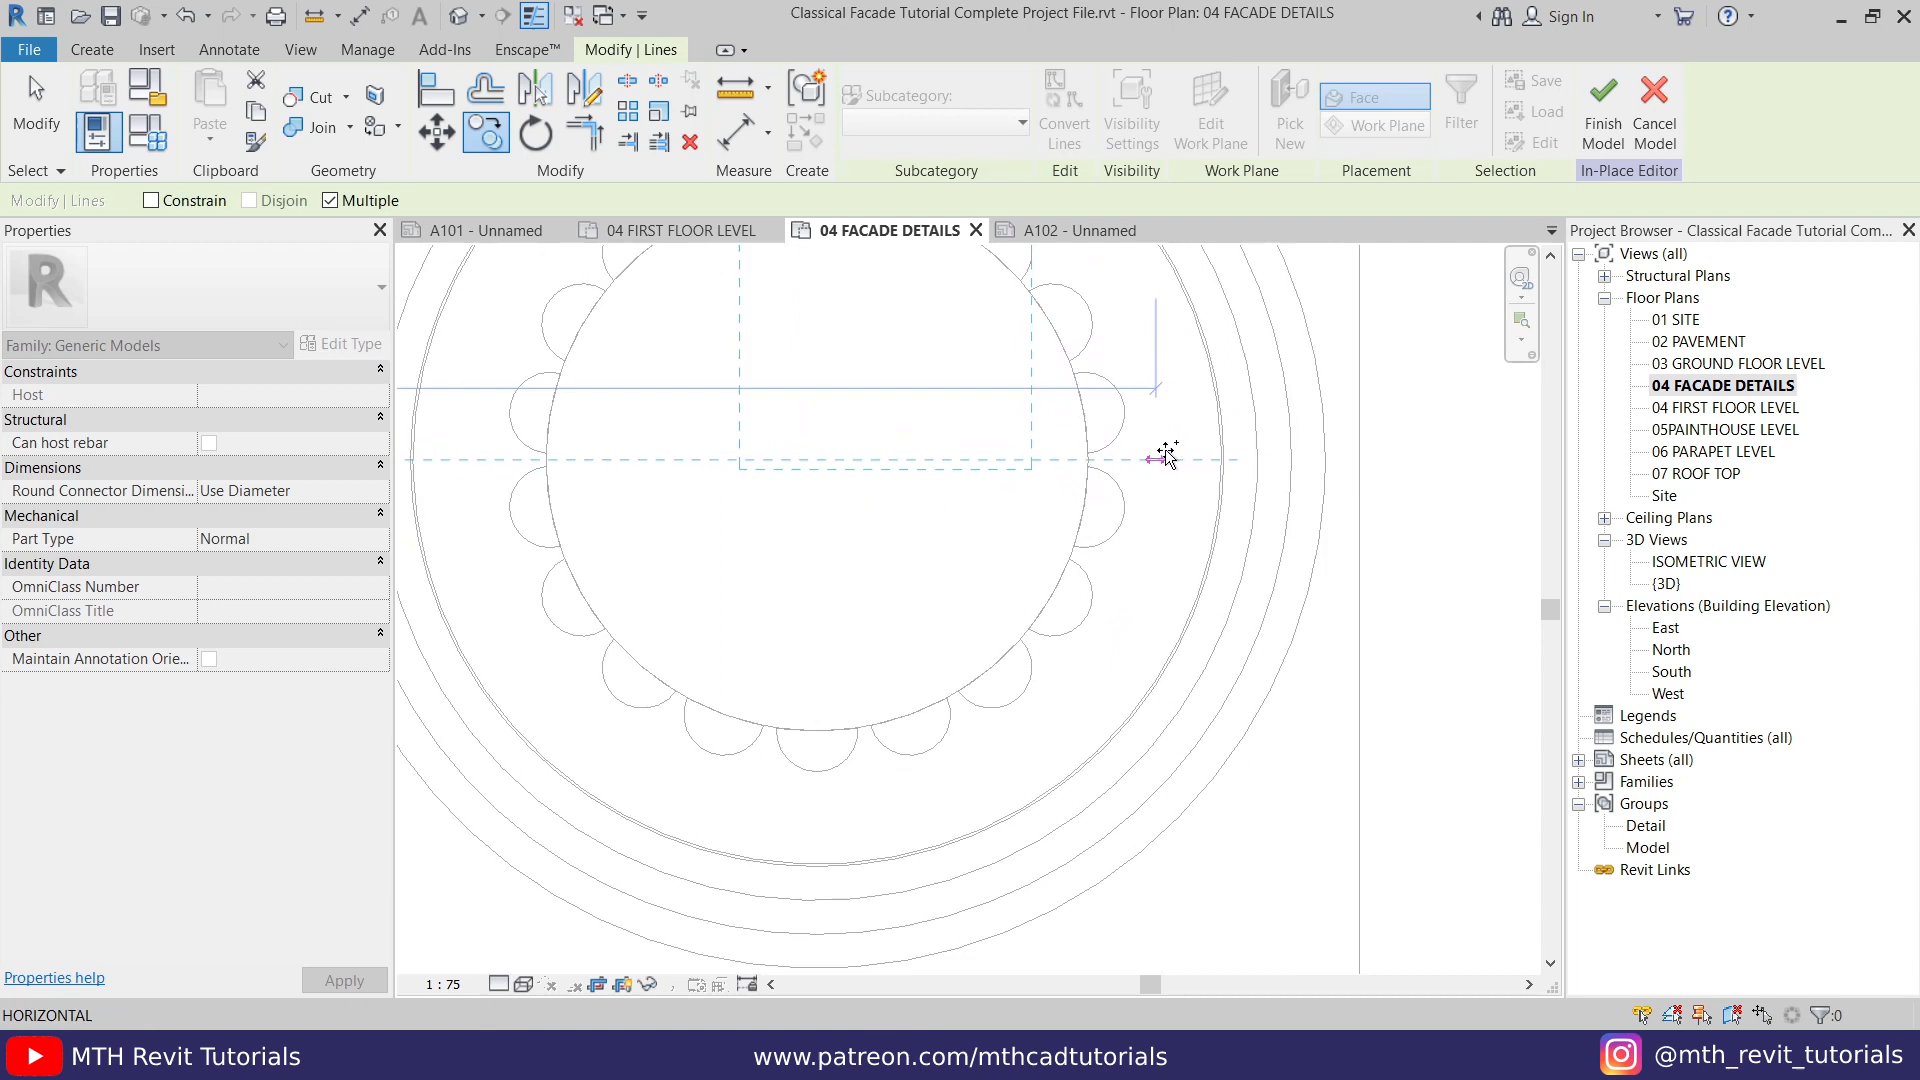 Classical Facade Tutorial Complete Project File.rvt - Floor Plan: 04 FACADE DETAILS
Sign In
File
Create
Insert
Annotate
View
Manage
Add-Ins
Enscape™
Modify | Lines
Modify
Paste
Cut
Join
Subcategory:
Convert
Lines
Visibility
Settings
Edit
Work Plane
Pick
New
Face
Work Plane
Filter
Save
Load
Edit
Finish
Model
Cancel
Model
Select
Properties
Clipboard
Geometry
Modify
Measure
Create
Subcategory
Edit
Visibility
Work Plane
Placement
Selection
In-Place Editor
Modify | Lines
Constrain
Disjoin
Multiple
Properties
A101 - Unnamed
04 FIRST FLOOR LEVEL
04 FACADE DETAILS
A102 - Unnamed
Project Browser - Classical Facade Tutorial Com...
R
Family: Generic Models
Edit Type
Constraints
Host
Structural
Can host rebar
Dimensions
Round Connector Dimensi...
Use Diameter
Mechanical
Part Type
Normal
Identity Data
OmniClass Number
OmniClass Title
Other
Maintain Annotation Orie...
Properties help
Apply
2D
Views (all)
Structural Plans
Floor Plans
01 SITE
02 PAVEMENT
03 GROUND FLOOR LEVEL
04 FACADE DETAILS
04 FIRST FLOOR LEVEL
05PAINTHOUSE LEVEL
06 PARAPET LEVEL
07 ROOF TOP
Site
Ceiling Plans
3D Views
ISOMETRIC VIEW
{3D}
Elevations (Building Elevation)
East
North
South
West
Legends
Schedules/Quantities (all)
Sheets (all)
Families
Groups
Detail
Model
Revit Links
1 : 75
HORIZONTAL
:0
MTH Revit Tutorials
www.patreon.com/mthcadtutorials
@mth_revit_tutorials